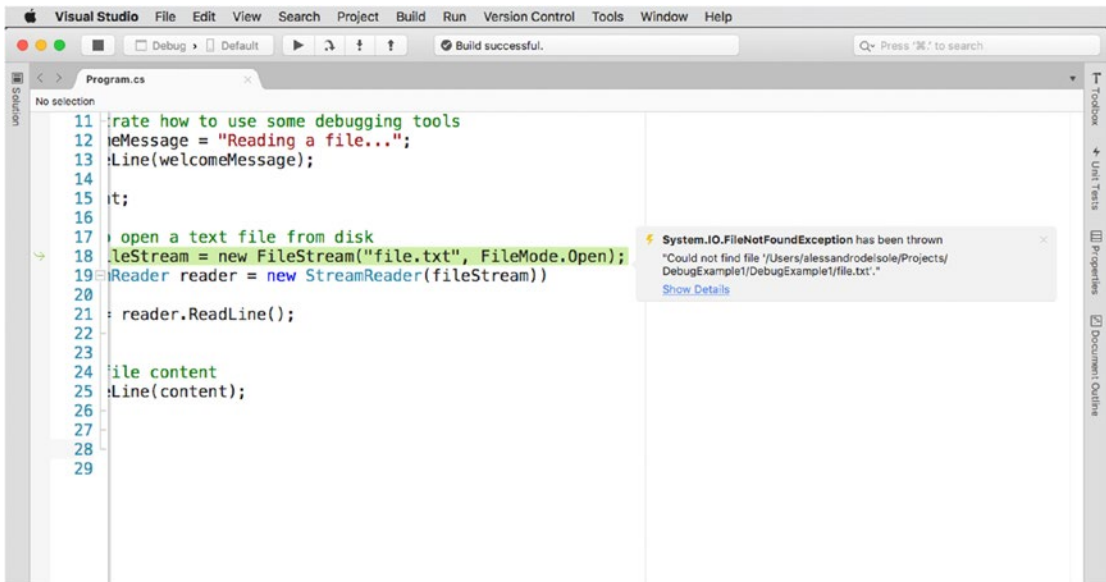 Visual Studio File Edit View Search Project Build Run Version Control Tools Window Help
Debug › Default Build successful. Press '⌘.' to search
Program.cs
No selection
Solution
11 trate how to use some debugging tools
12 eMessage = "Reading a file...";
13 Line(welcomeMessage);
14
15 nt;
16
17 open a text file from disk
18 leStream = new FileStream("file.txt", FileMode.Open);
19 mReader reader = new StreamReader(fileStream))
20
21 = reader.ReadLine();
22
23
24 file content
25 eLine(content);
26
27
28
29
System.IO.FileNotFoundException has been thrown
"Could not find file '/Users/alessandrodelsole/Projects/
DebugExample1/DebugExample1/file.txt'."
Show Details
Toolbox
Unit Tests
Properties
Document Outline